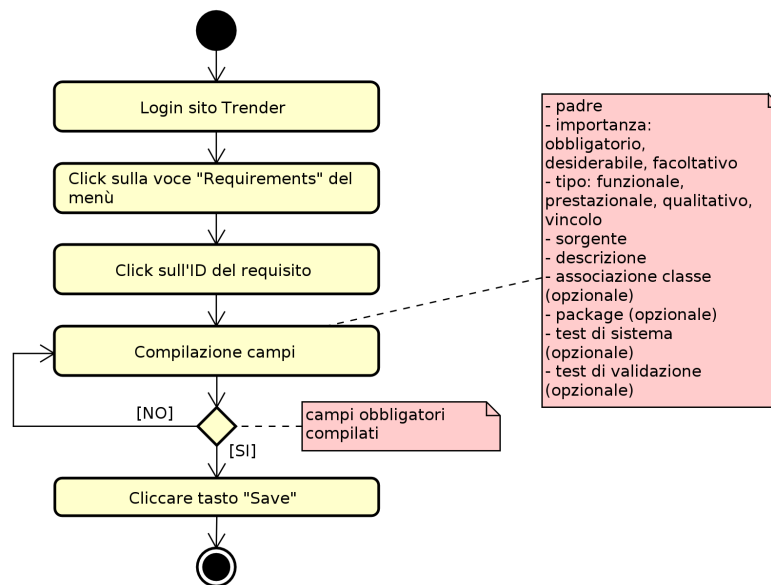 Login sito Trender
Click sulla voce "Requirements" del
menù
Click sull'ID del requisito
Compilazione campi
- padre
- importanza:
obbligatorio,
desiderabile, facoltativo
- tipo: funzionale,
prestazionale, qualitativo,
vincolo
- sorgente
- descrizione
- associazione classe
(opzionale)
- package (opzionale)
- test di sistema
(opzionale)
- test di validazione
(opzionale)
[NO]
campi obbligatori
compilati
[SI]
Cliccare tasto "Save"